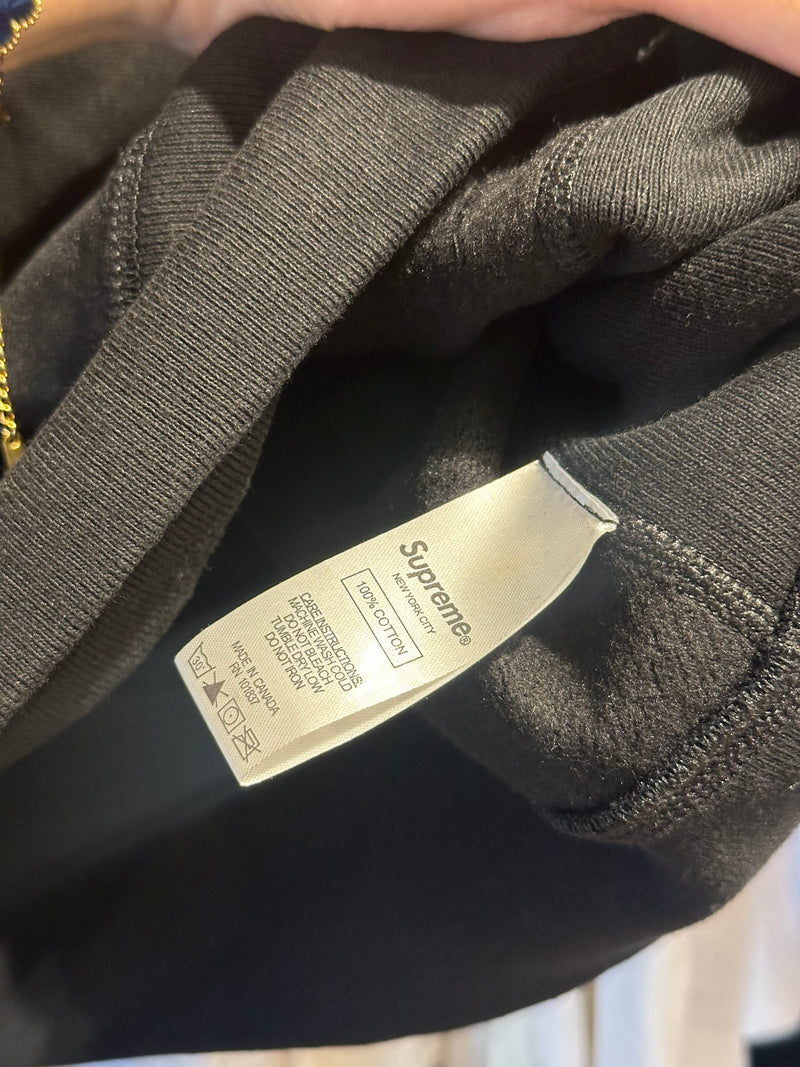 Supreme®
NEW YORK CITY
100% COTTON
CARE INSTRUCTIONS:
MACHINE WASH COLD
DO NOT BLEACH
TUMBLE DRY LOW
DO NOT IRON
MADE IN CANADA
RN 101837
30°